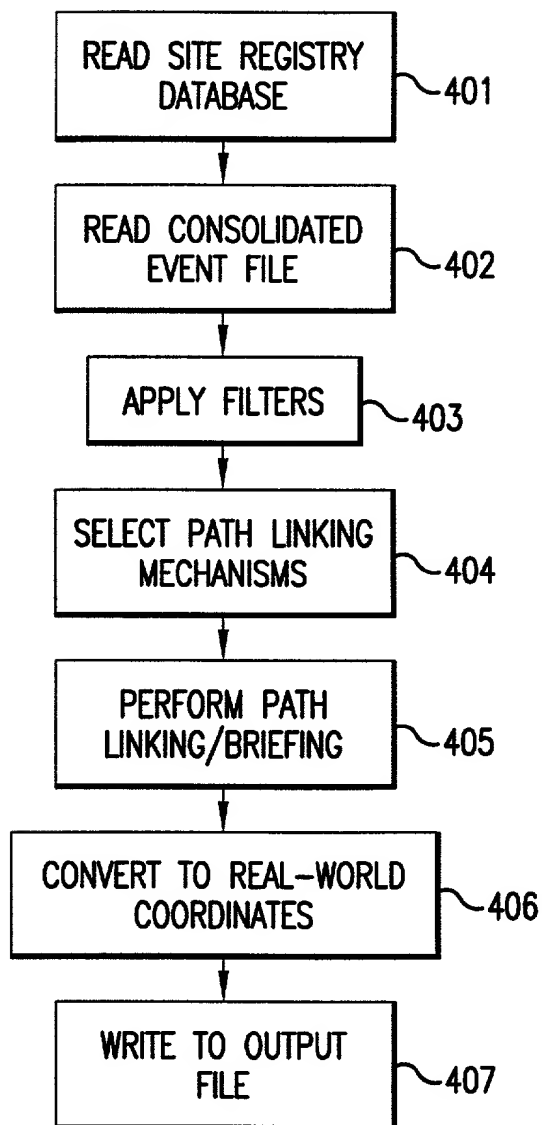 READ SITE REGISTRY
DATABASE
401
READ CONSOLIDATED
EVENT FILE
402
APPLY FILTERS
403
SELECT PATH LINKING
MECHANISMS
404
PERFORM PATH
LINKING/BRIEFING
405
CONVERT TO REAL-WORLD
COORDINATES
406
WRITE TO OUTPUT
FILE
407